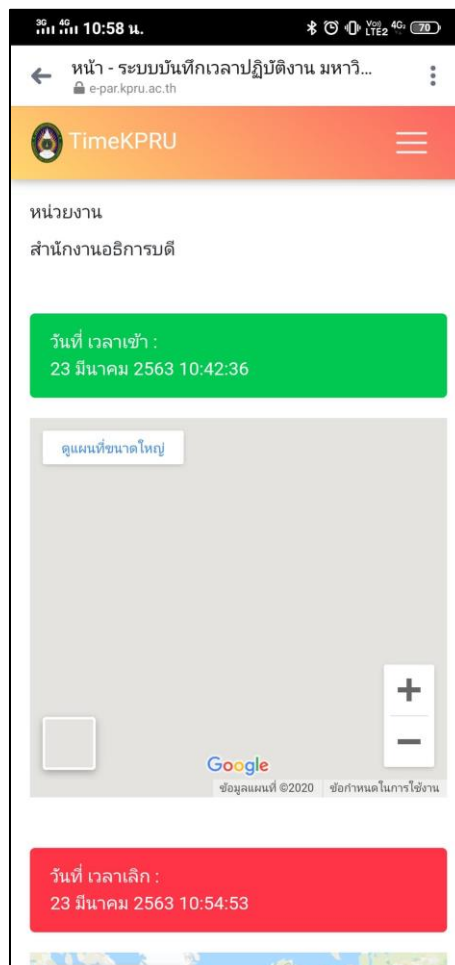 3G 4G 10:58 น. Voj) LTE2 4G 70
หน้า - ระบบบันทึกเวลาปฏิบัติงาน มหาวิ...
e-par.kpru.ac.th
TimeKPRU
หน่วยงาน
สำนักงานอธิการบดี
วันที่ เวลาเข้า :
23 มีนาคม 2563 10:42:36
ดูแผนที่ขนาดใหญ่
Google
ข้อมูลแผนที่ ©2020 ข้อกำหนดในการใช้งาน
วันที่ เวลาเลิก :
23 มีนาคม 2563 10:54:53